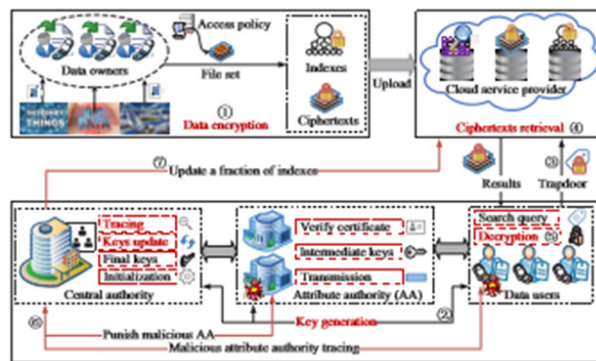 Access policy
Data owners
File set
Indexes
Ciphertexts
① Data encryption
INTERNET
THINGS
Upload
Cloud service provider
Ciphertexts retrieval ④
⑦
Update a fraction of indexes
Results
③
Trapdoor
Tracing
Keys update
Final keys
Initialization
Central authority
Verify certificate
Intermediate keys
Transmission
Attribute authority (AA)
Search query
Decryption ⑤
Data users
②
Key generation
⑥
Punish malicious AA
Malicious attribute authority tracing